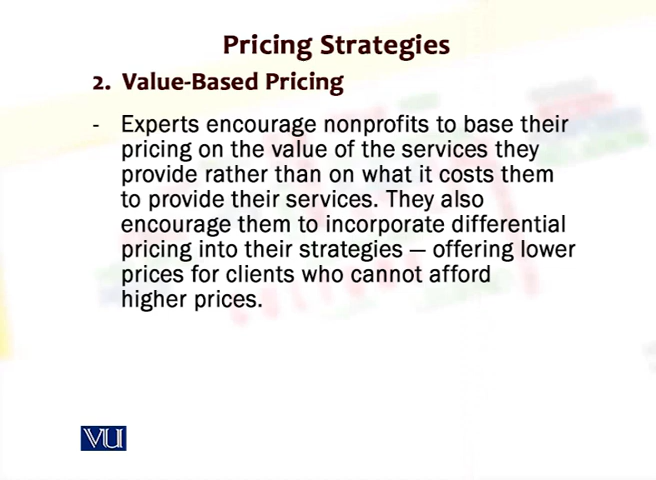 Pricing Strategies
2. Value-Based Pricing
- Experts encourage nonprofits to base their
pricing on the value of the services they
provide rather than on what it costs them
to provide their services. They also
encourage them to incorporate differential
pricing into their strategies — offering lower
prices for clients who cannot afford
higher prices.
VU